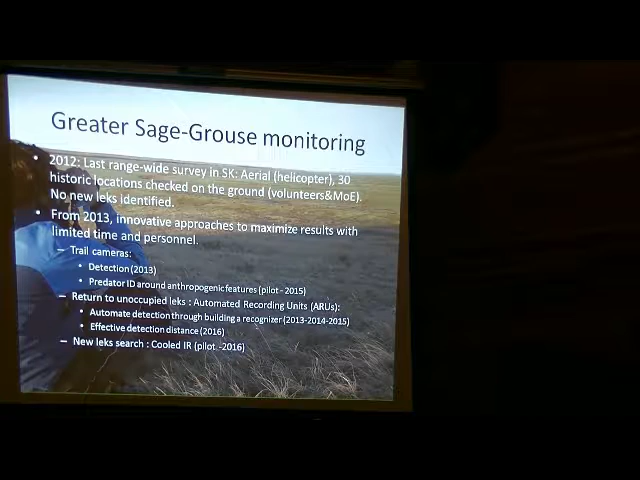 Greater Sage-Grouse monitoring
• 2012: Last range-wide survey in SK: Aerial (helicopter), 30
historic locations checked on the ground (volunteers&MoE).
No new leks identified.
• From 2013, innovative approaches to maximize results with
limited time and personnel.
– Trail cameras:
• Detection (2013)
• Predator ID around anthropogenic features (pilot - 2015)
– Return to unoccupied leks : Automated Recording Units (ARUs):
• Automate detection through building a recognizer (2013-2014-2015)
• Effective detection distance (2016)
– New leks search : Cooled IR (pilot -2016)